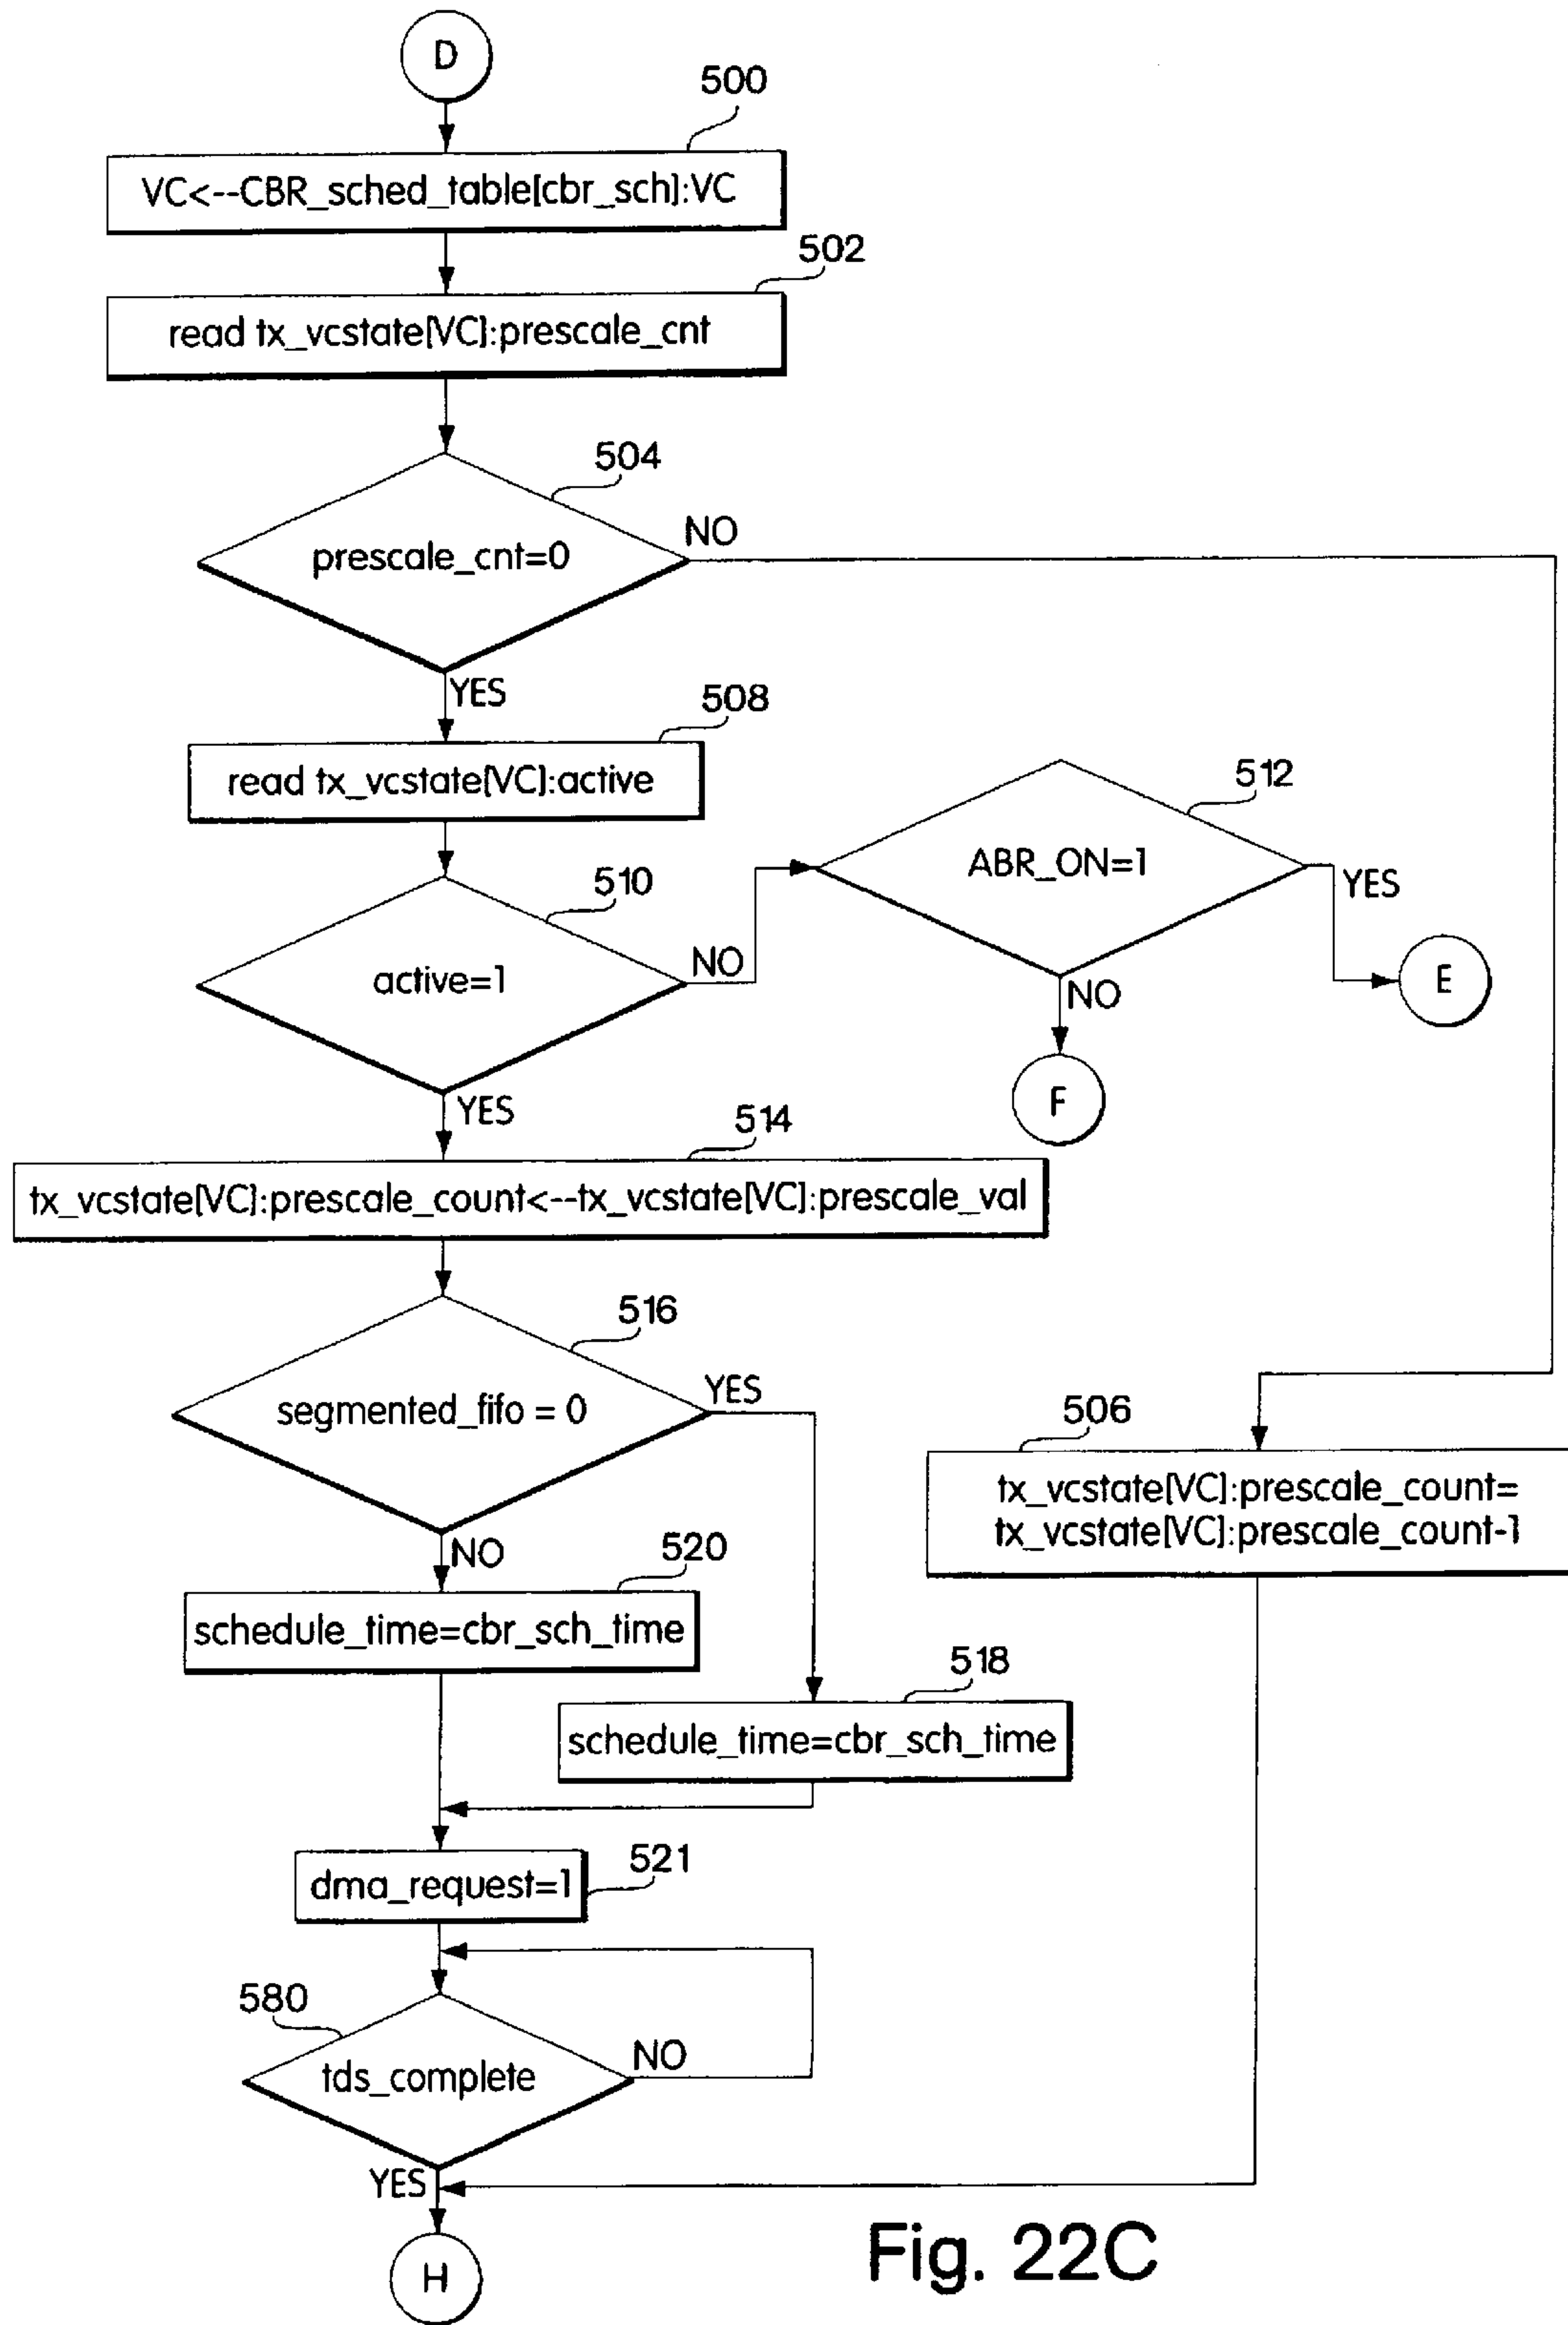 D
500
VC<--CBR_sched_table[cbr_sch]:VC
502
read tx_vcstate[VC]:prescale_cnt
504
prescale_cnt=0
NO
YES
508
read tx_vcstate[VC]:active
512
ABR_ON=1
YES
510
active=1
NO
E
NO
F
YES
514
tx_vcstate[VC]:prescale_count<--tx_vcstate[VC]:prescale_val
516
segmented_fifo = 0
YES
506
tx_vcstate[VC]:prescale_count=
tx_vcstate[VC]:prescale_count-1
NO
520
schedule_time=cbr_sch_time
518
schedule_time=cbr_sch_time
521
dma_request=1
580
tds_complete
NO
YES
H
Fig. 22C